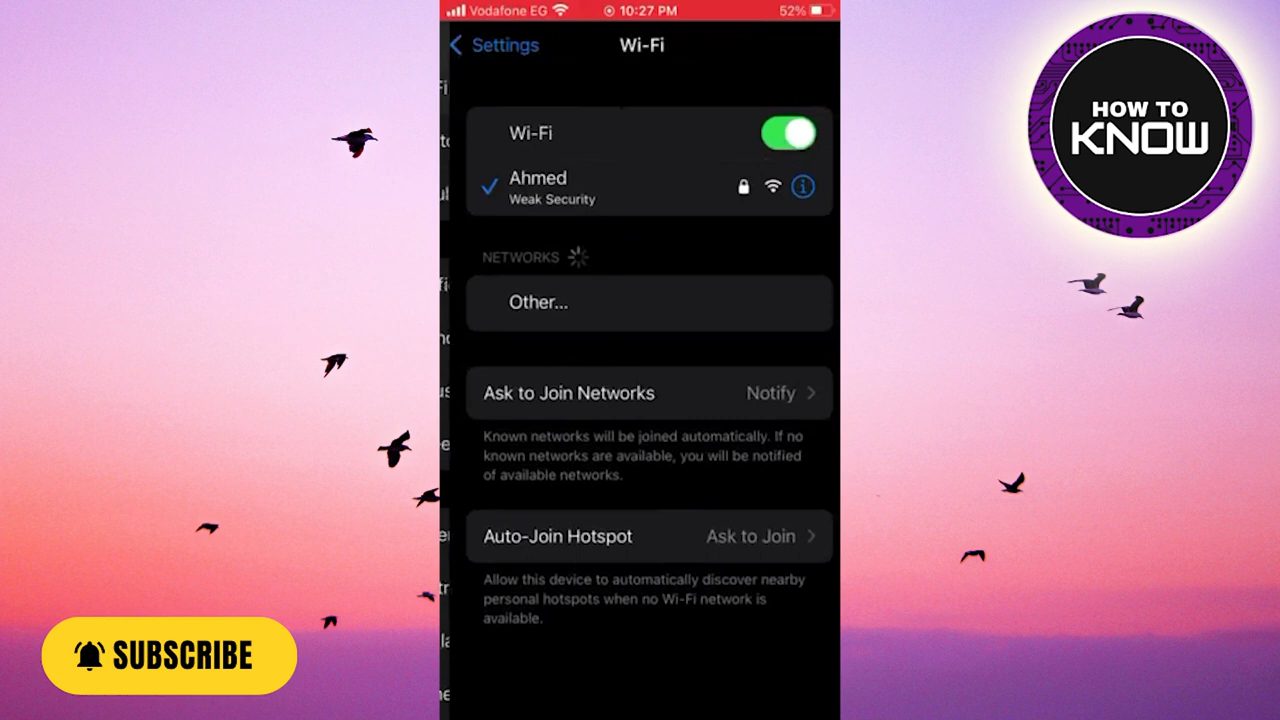 Vodafone EG
10:27 PM
52%
Settings
Wi-Fi
Wi-Fi
Ahmed
Weak Security
NETWORKS
Other...
Ask to Join Networks
Notify
Known networks will be joined automatically. If no
known networks are available, you will be notified
of available networks.
Auto-Join Hotspot
Ask to Join
Allow this device to automatically discover nearby
personal hotspots when no Wi-Fi network is
available.
HOW TO
KNOW
SUBSCRIBE